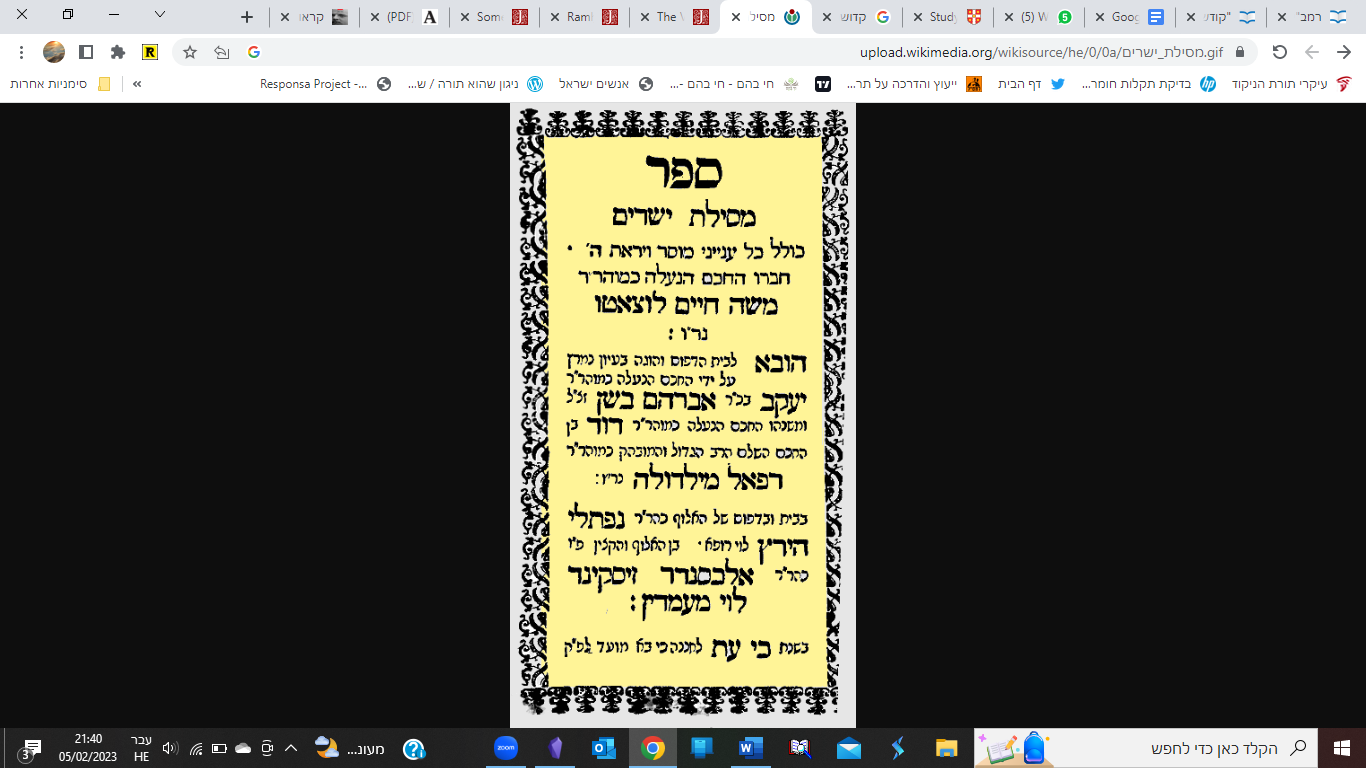 רמב"
קודש"
Goog
(5) W
Study
קדוש
מסיל
The V
Raml
Som
(PDF
קראו
upload.wikimedia.org/wikisource/he/0/0a/מסילת_ישרים.gif
עיקרי תורת הניקוד
בדיקת תקלות חומר...
דף הבית
ייעוץ והדרכה על תר...
חי בהם - חי בהם -...
אנשים ישראל
ניגון שהוא תורה / ש...
Responsa Project -...
»
סימניות אחרות
ספר
מסילת ישרים
כולל כל ענייני מוסר ויראת ה' ·
חברו החכם הנעלה כמוהר"ר
משה חיים לוצאטו
נר"ו :
הובא לבית הדפוס והוגה בעיון נמרץ
על ידי החכם הנעלה כמוהר"ר
יעקב בכ"ר אברהם בשן זצ"ל
ומשנהו החכם הנעלה כמוהר"ר דוד בן
החכם השלם הרב הגדול והמובהק כמוהר"ר
רפאל מילדולה נר"ו :
בבית ובדפוס של האלוף כהר"ר נפתלי
הירץ לוי רופא · בן האלוף והקצין פ"ו
כהר"ר אלכסנדר זיסקינד
לוי מעמדין :
בשנת כי עת לחננה כי בא מועד לפ"ק
הקלד כאן כדי לחפש
zoom
מעונ...
עבר
HE
21:40
05/02/2023
3